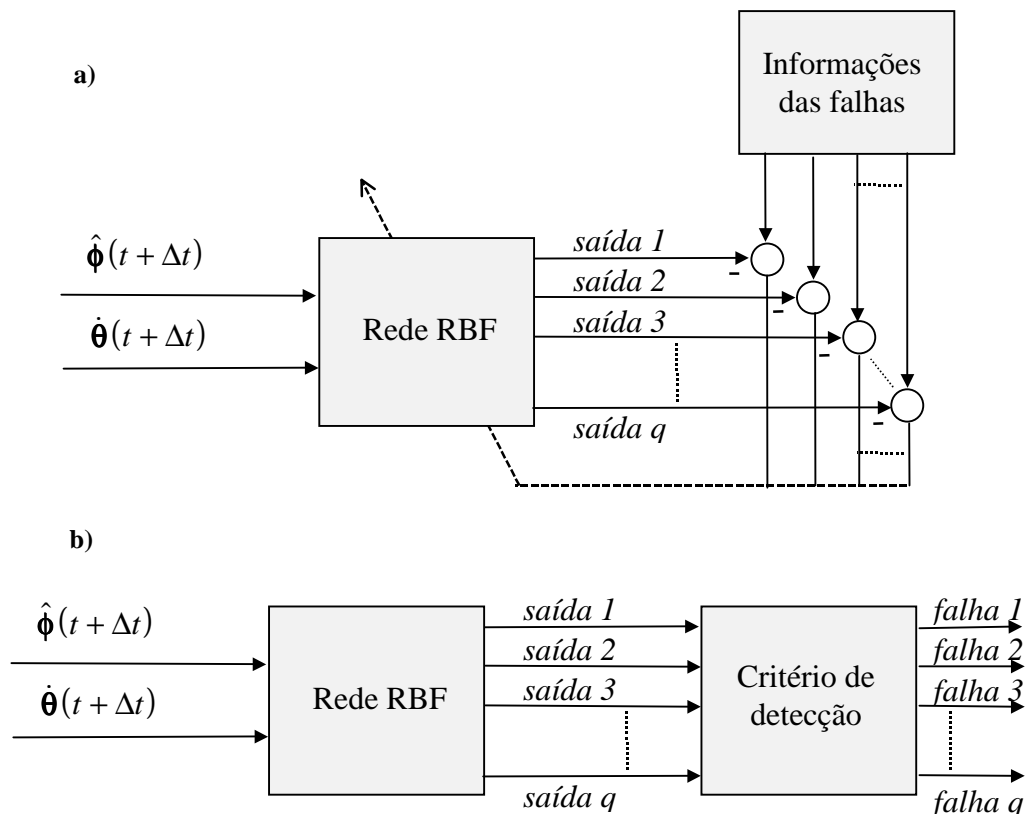 a)
Informações
das falhas
ϕ̂(t + Δt)
θ̇(t + Δt)
Rede RBF
saída 1
saída 2
saída 3
saída q
-
-
-
-
b)
ϕ̂(t + Δt)
θ̇(t + Δt)
Rede RBF
saída 1
saída 2
saída 3
saída q
Critério de
detecção
falha 1
falha 2
falha 3
falha q